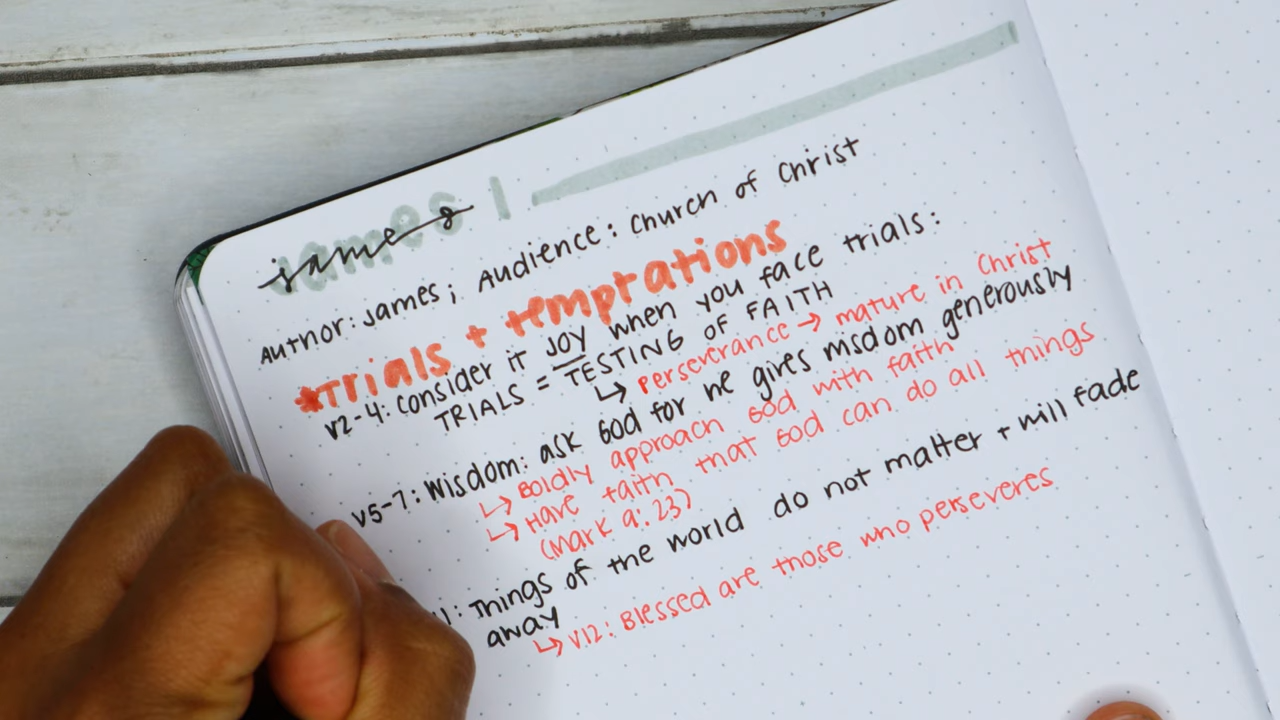 james 1
Author: james; Audience: Church of Christ
*Trials + temptations
v2-4: Consider it JOY when you face trials:
TRIALS = TESTING OF FAITH
↳ perseverance → mature in Christ
v5-7: Wisdom: ask God for he gives wisdom generously
↳ Boldly approach God with faith
↳ Have faith that God can do all things
(Mark 9:23)
11: Things of the world do not matter + will fade
away
↳ V12: Blessed are those who perseveres